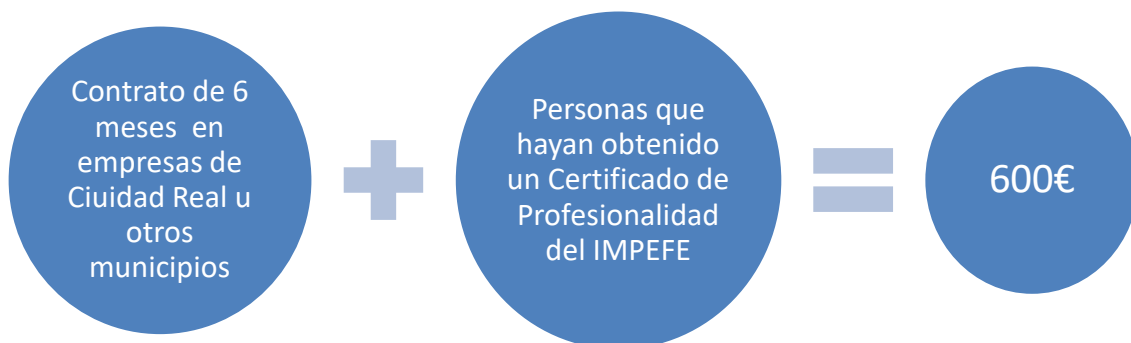 Contrato de 6
meses en
empresas de
Ciuidad Real u
otros
municipios
Personas que
hayan obtenido
un Certificado de
Profesionalidad
del IMPEFE
600€